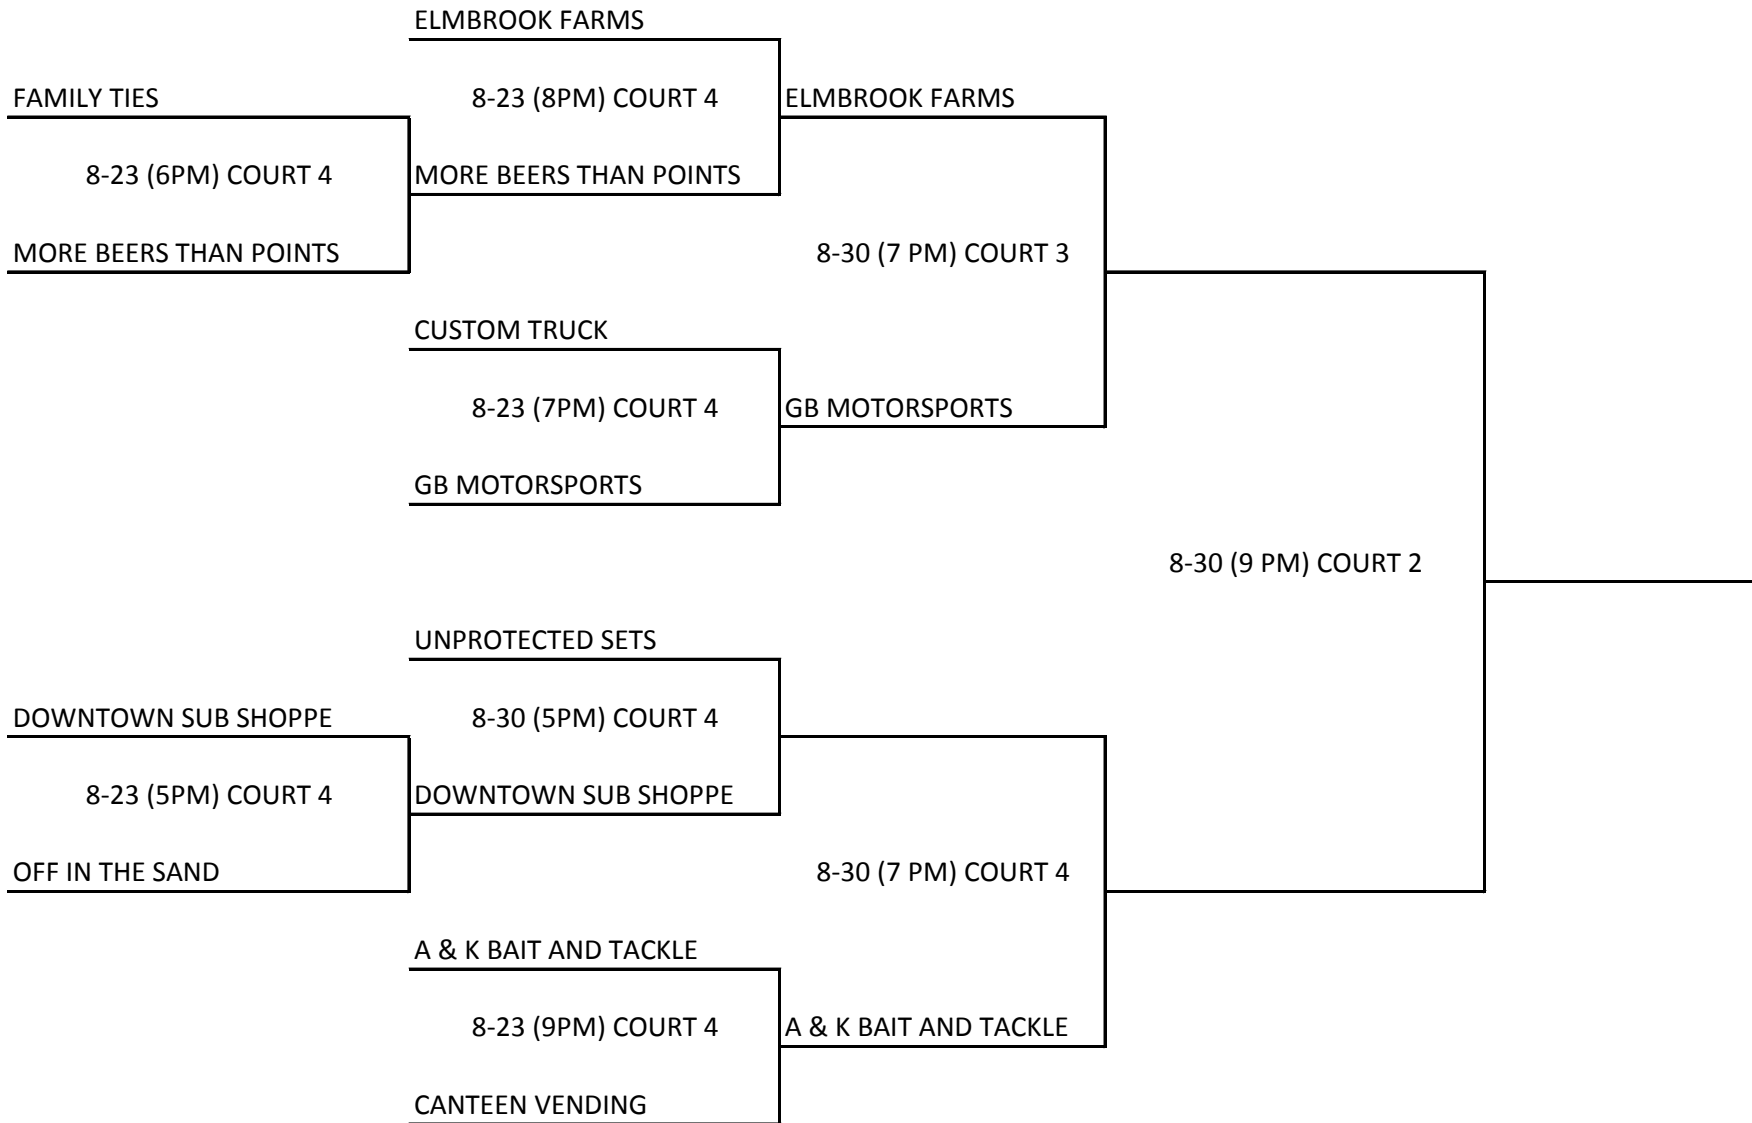 ELMBROOK FARMS
FAMILY TIES
8-23 (8PM) COURT 4
ELMBROOK FARMS
8-23 (6PM) COURT 4
MORE BEERS THAN POINTS
MORE BEERS THAN POINTS
8-30 (7 PM) COURT 3
CUSTOM TRUCK
8-23 (7PM) COURT 4
GB MOTORSPORTS
GB MOTORSPORTS
8-30 (9 PM) COURT 2
UNPROTECTED SETS
DOWNTOWN SUB SHOPPE
8-30 (5PM) COURT 4
8-23 (5PM) COURT 4
DOWNTOWN SUB SHOPPE
OFF IN THE SAND
8-30 (7 PM) COURT 4
A & K BAIT AND TACKLE
8-23 (9PM) COURT 4
A & K BAIT AND TACKLE
CANTEEN VENDING